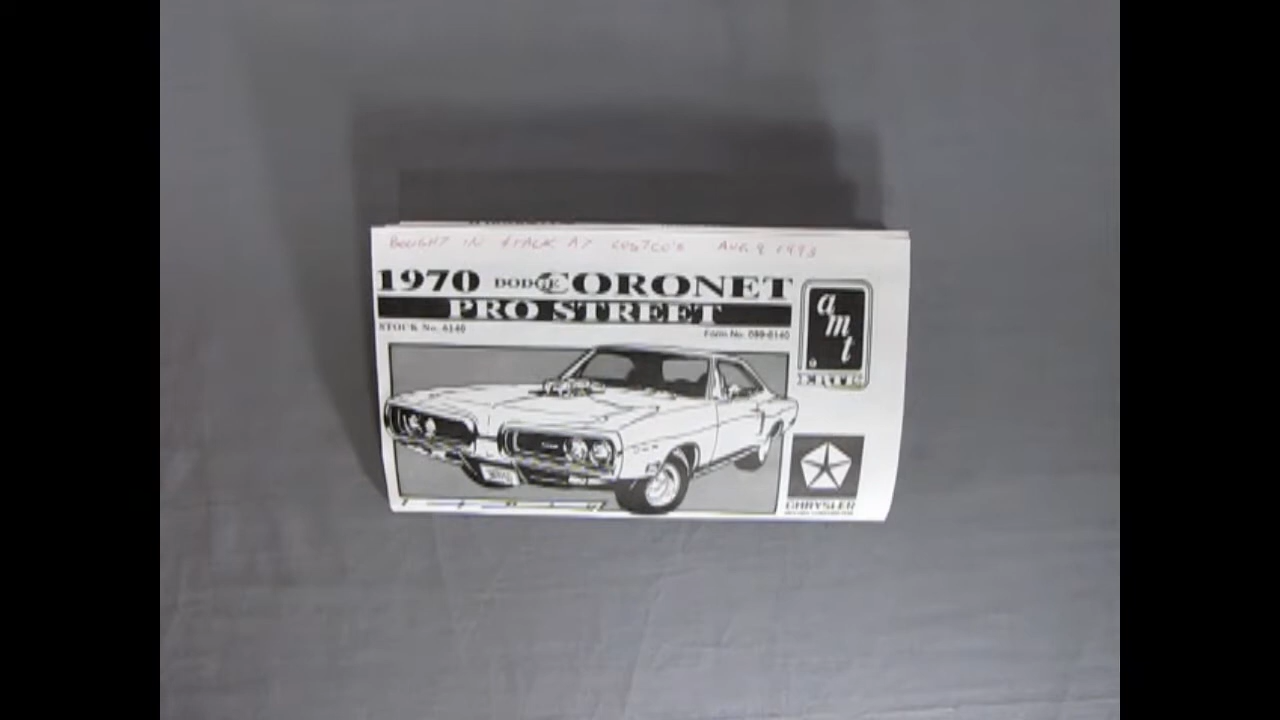 BOUGHT IN AT COSTCO'S AUG 9 1993
1970 DODGE CORONET
PRO STREET
STOCK No. 6140
Form No. 099-6140
amt
ERTL
CHRYSLER